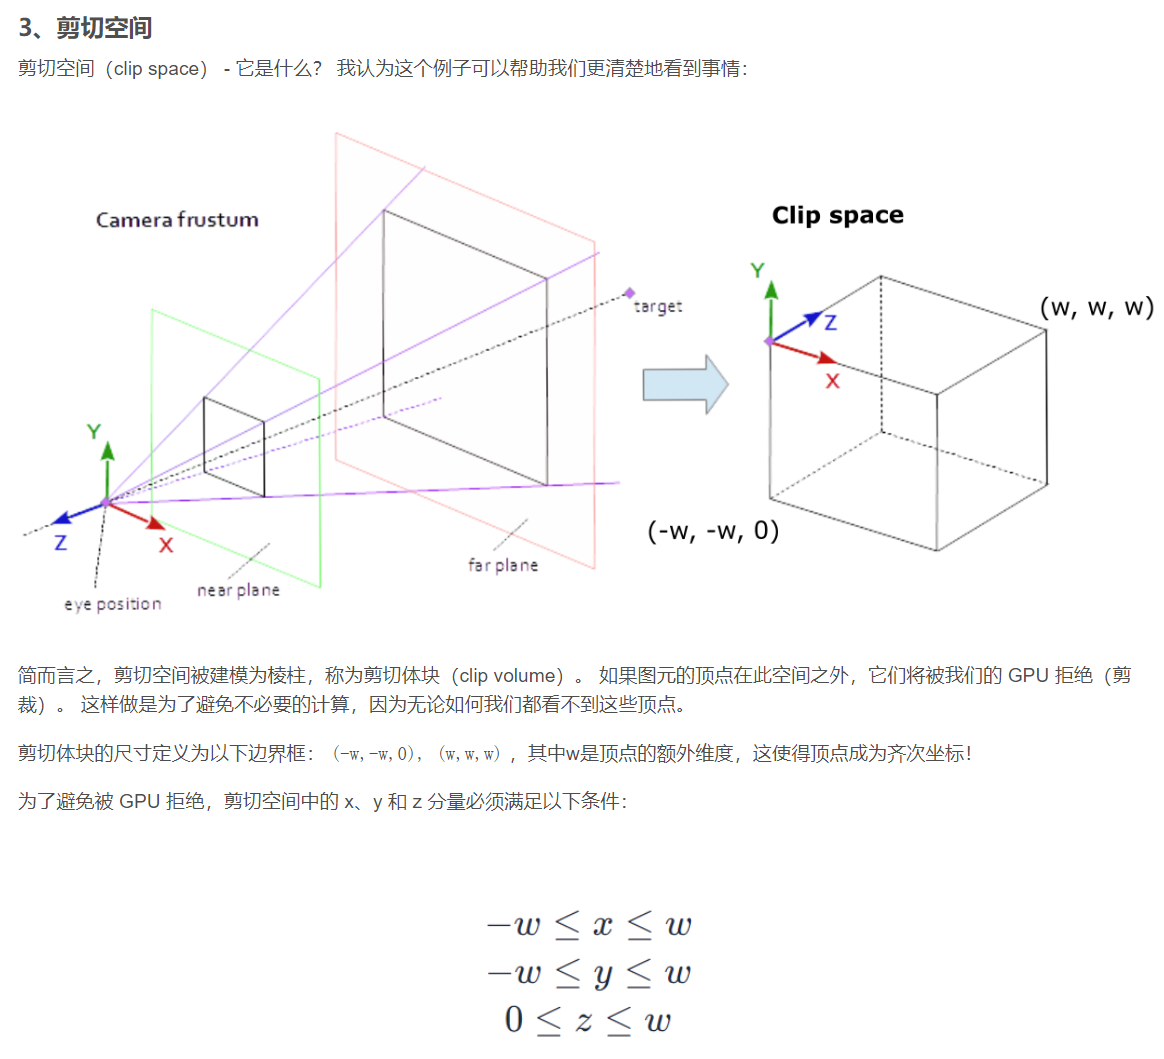 3、剪切空间
剪切空间（clip space） - 它是什么？ 我认为这个例子可以帮助我们更清楚地看到事情：
Camera frustum
Clip space
Y
(w, w, w)
target
Z
X
Y
(-w, -w, 0)
Z
X
far plane
near plane
eye position
简而言之，剪切空间被建模为棱柱，称为剪切体块（clip volume）。 如果图元的顶点在此空间之外，它们将被我们的 GPU 拒绝（剪
裁）。 这样做是为了避免不必要的计算，因为无论如何我们都看不到这些顶点。
剪切体块的尺寸定义为以下边界框： (-w,-w,0), (w,w,w) ，其中w是顶点的额外维度，这使得顶点成为齐次坐标！
为了避免被 GPU 拒绝，剪切空间中的 x、y 和 z 分量必须满足以下条件：
−w ≤ x ≤ w
−w ≤ y ≤ w
0 ≤ z ≤ w